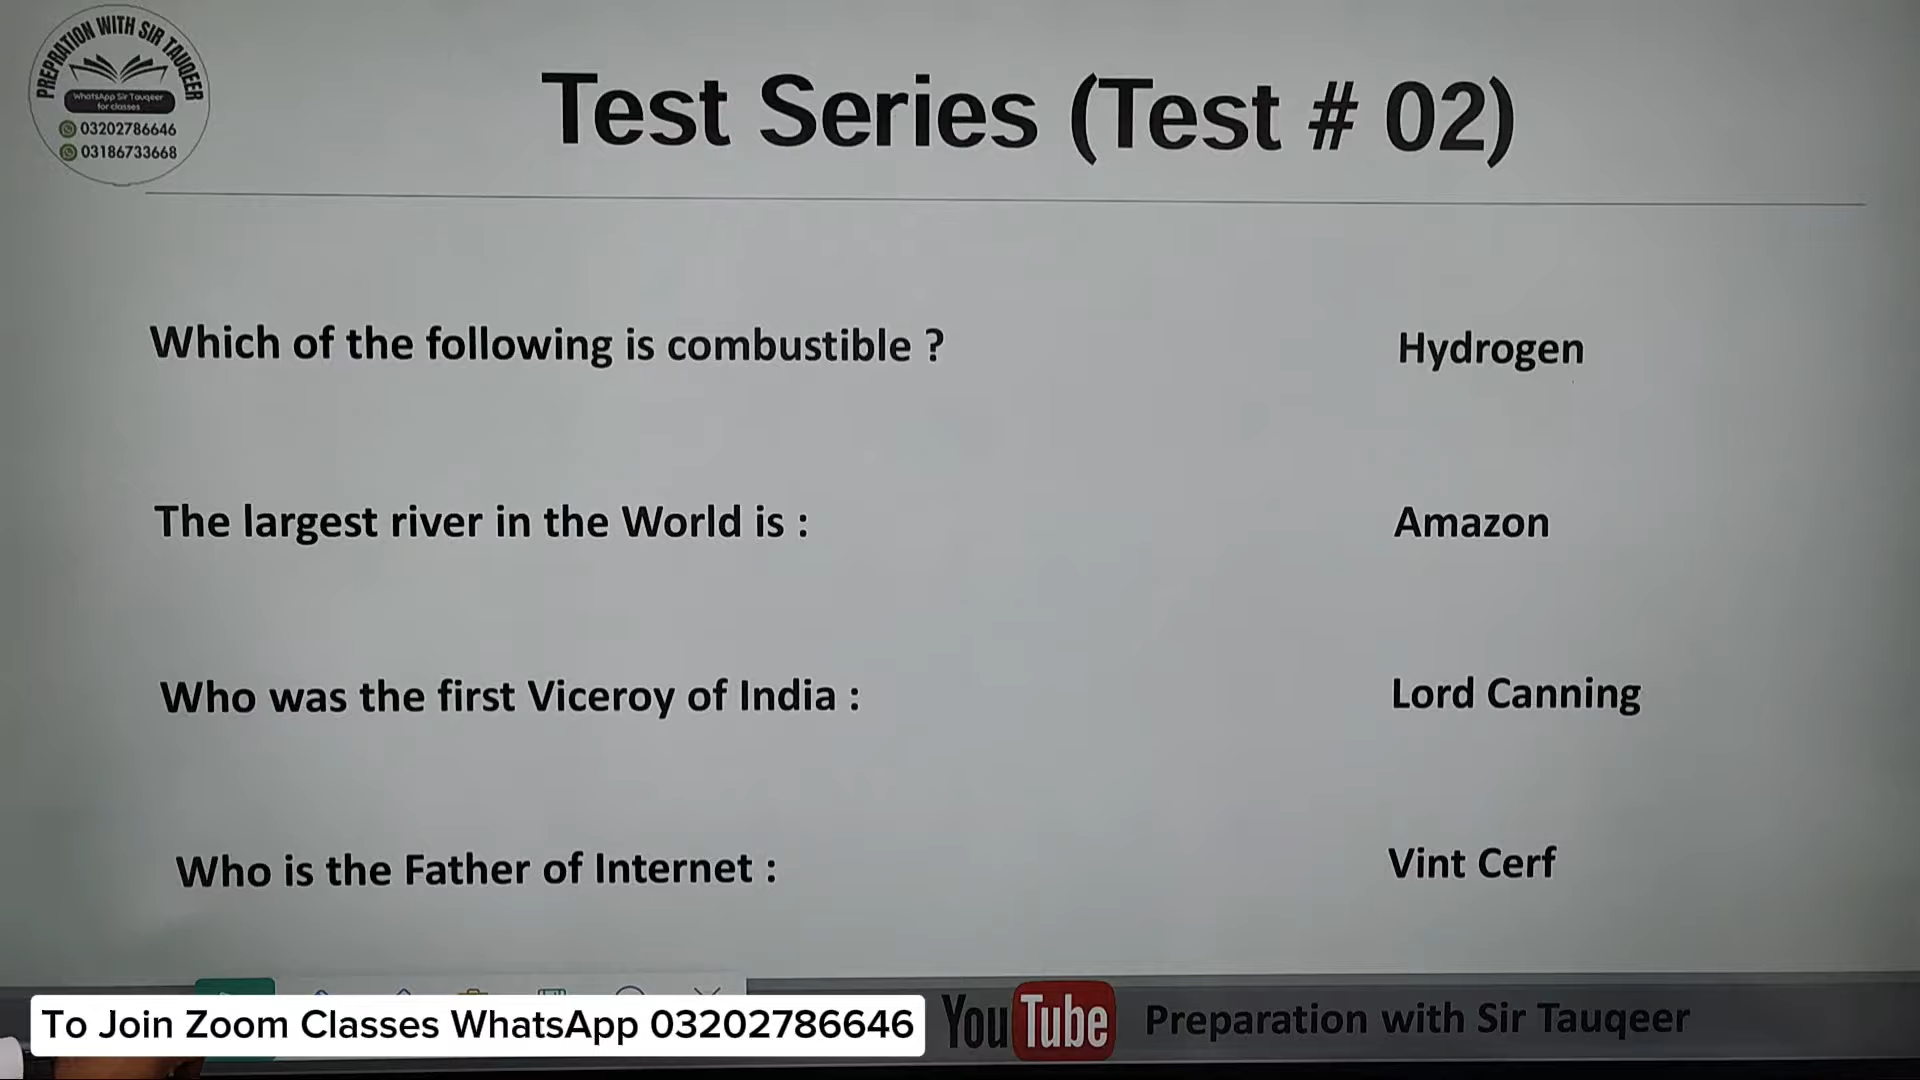 PREPRATION WITH SIR TAUQEER
WhatsApp Sir Tauqeer
for classes
03202786646
03186733668
Test Series (Test # 02)
Which of the following is combustible ? Hydrogen
The largest river in the World is : Amazon
Who was the first Viceroy of India : Lord Canning
Who is the Father of Internet : Vint Cerf
To Join Zoom Classes WhatsApp 03202786646
YouTube Preparation with Sir Tauqeer